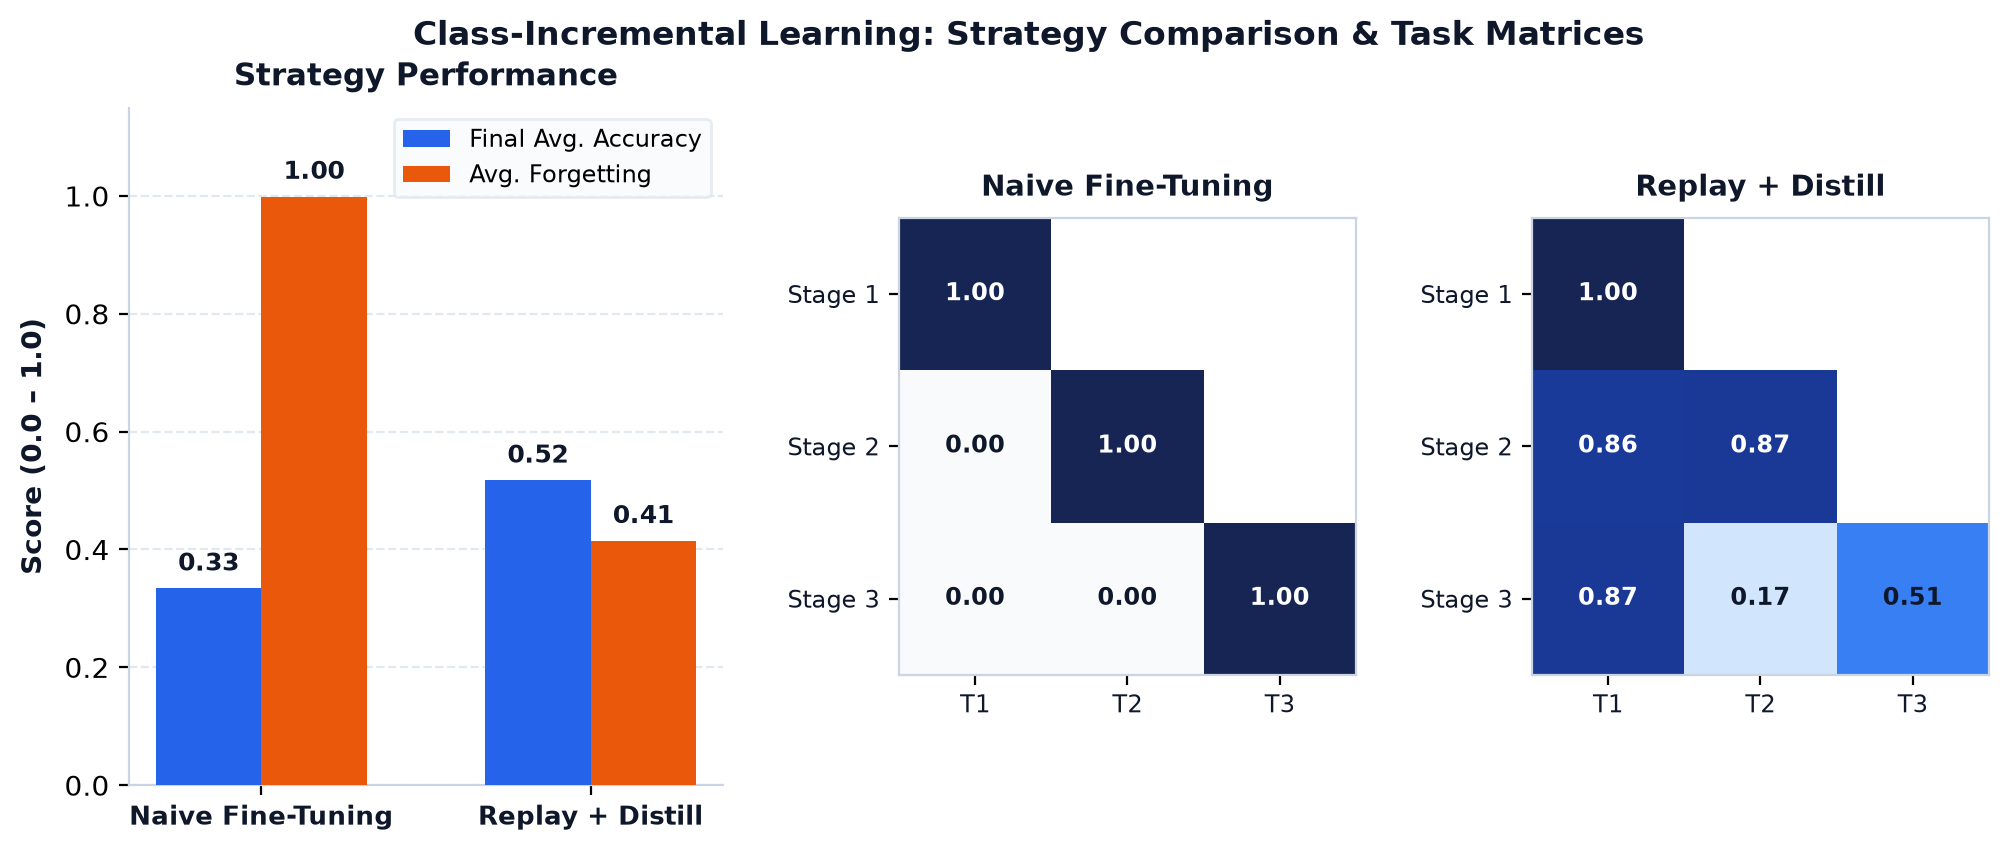 Class-Incremental Learning: Strategy Comparison & Task Matrices
Strategy Performance
Final Avg. Accuracy
Avg. Forgetting
Score (0.0 – 1.0)
1.0
0.8
0.6
0.4
0.2
0.0
0.33
1.00
0.52
0.41
Naive Fine-Tuning
Replay + Distill
Naive Fine-Tuning
Stage 1
1.00
Stage 2
0.00 1.00
Stage 3
0.00 0.00 1.00
T1 T2 T3
Replay + Distill
Stage 1
1.00
Stage 2
0.86 0.87
Stage 3
0.87 0.17 0.51
T1 T2 T3